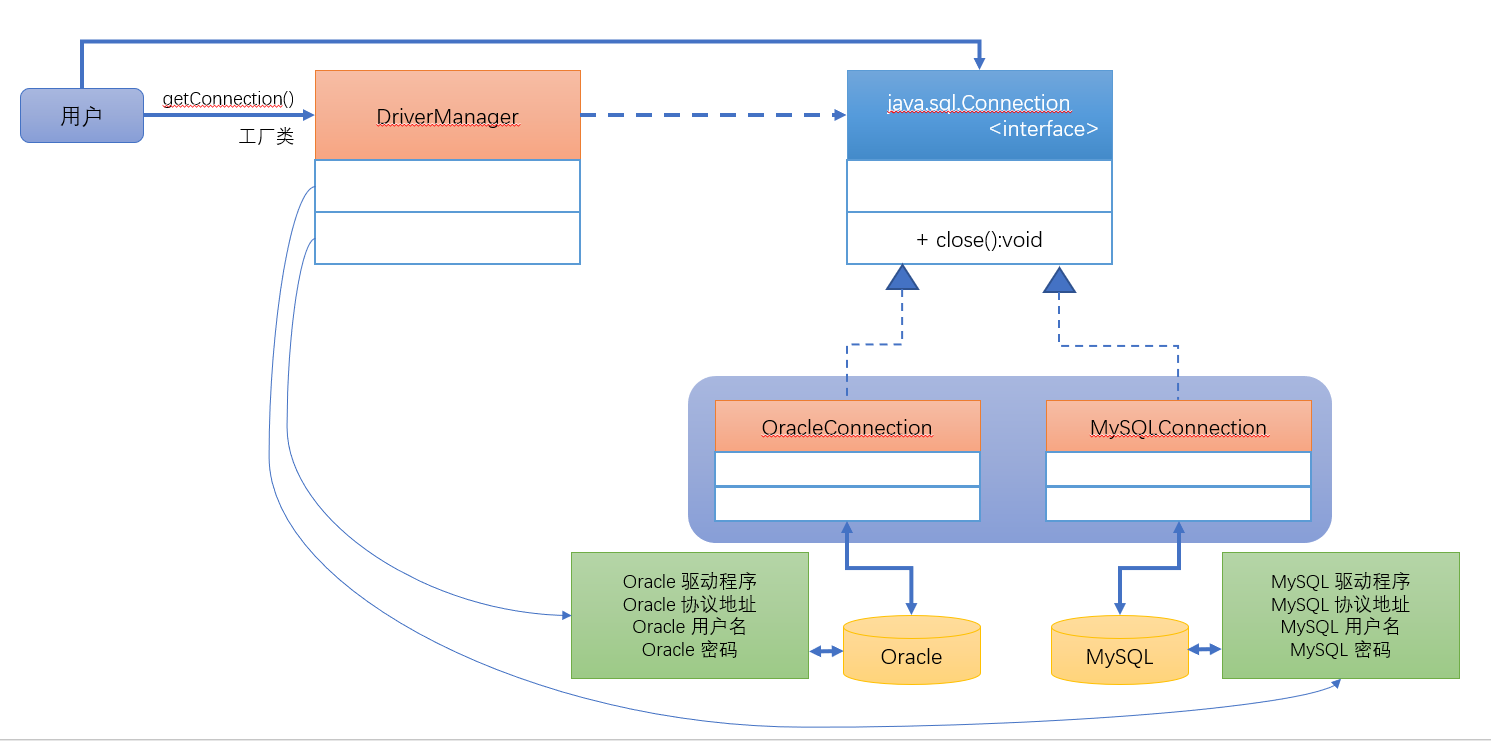 用户
getConnection()
工厂类
DriverManager
java.sql.Connection
<interface>
+ close():void
OracleConnection
MySQLConnection
Oracle 驱动程序
Oracle 协议地址
Oracle 用户名
Oracle 密码
Oracle
MySQL
MySQL 驱动程序
MySQL 协议地址
MySQL 用户名
MySQL 密码